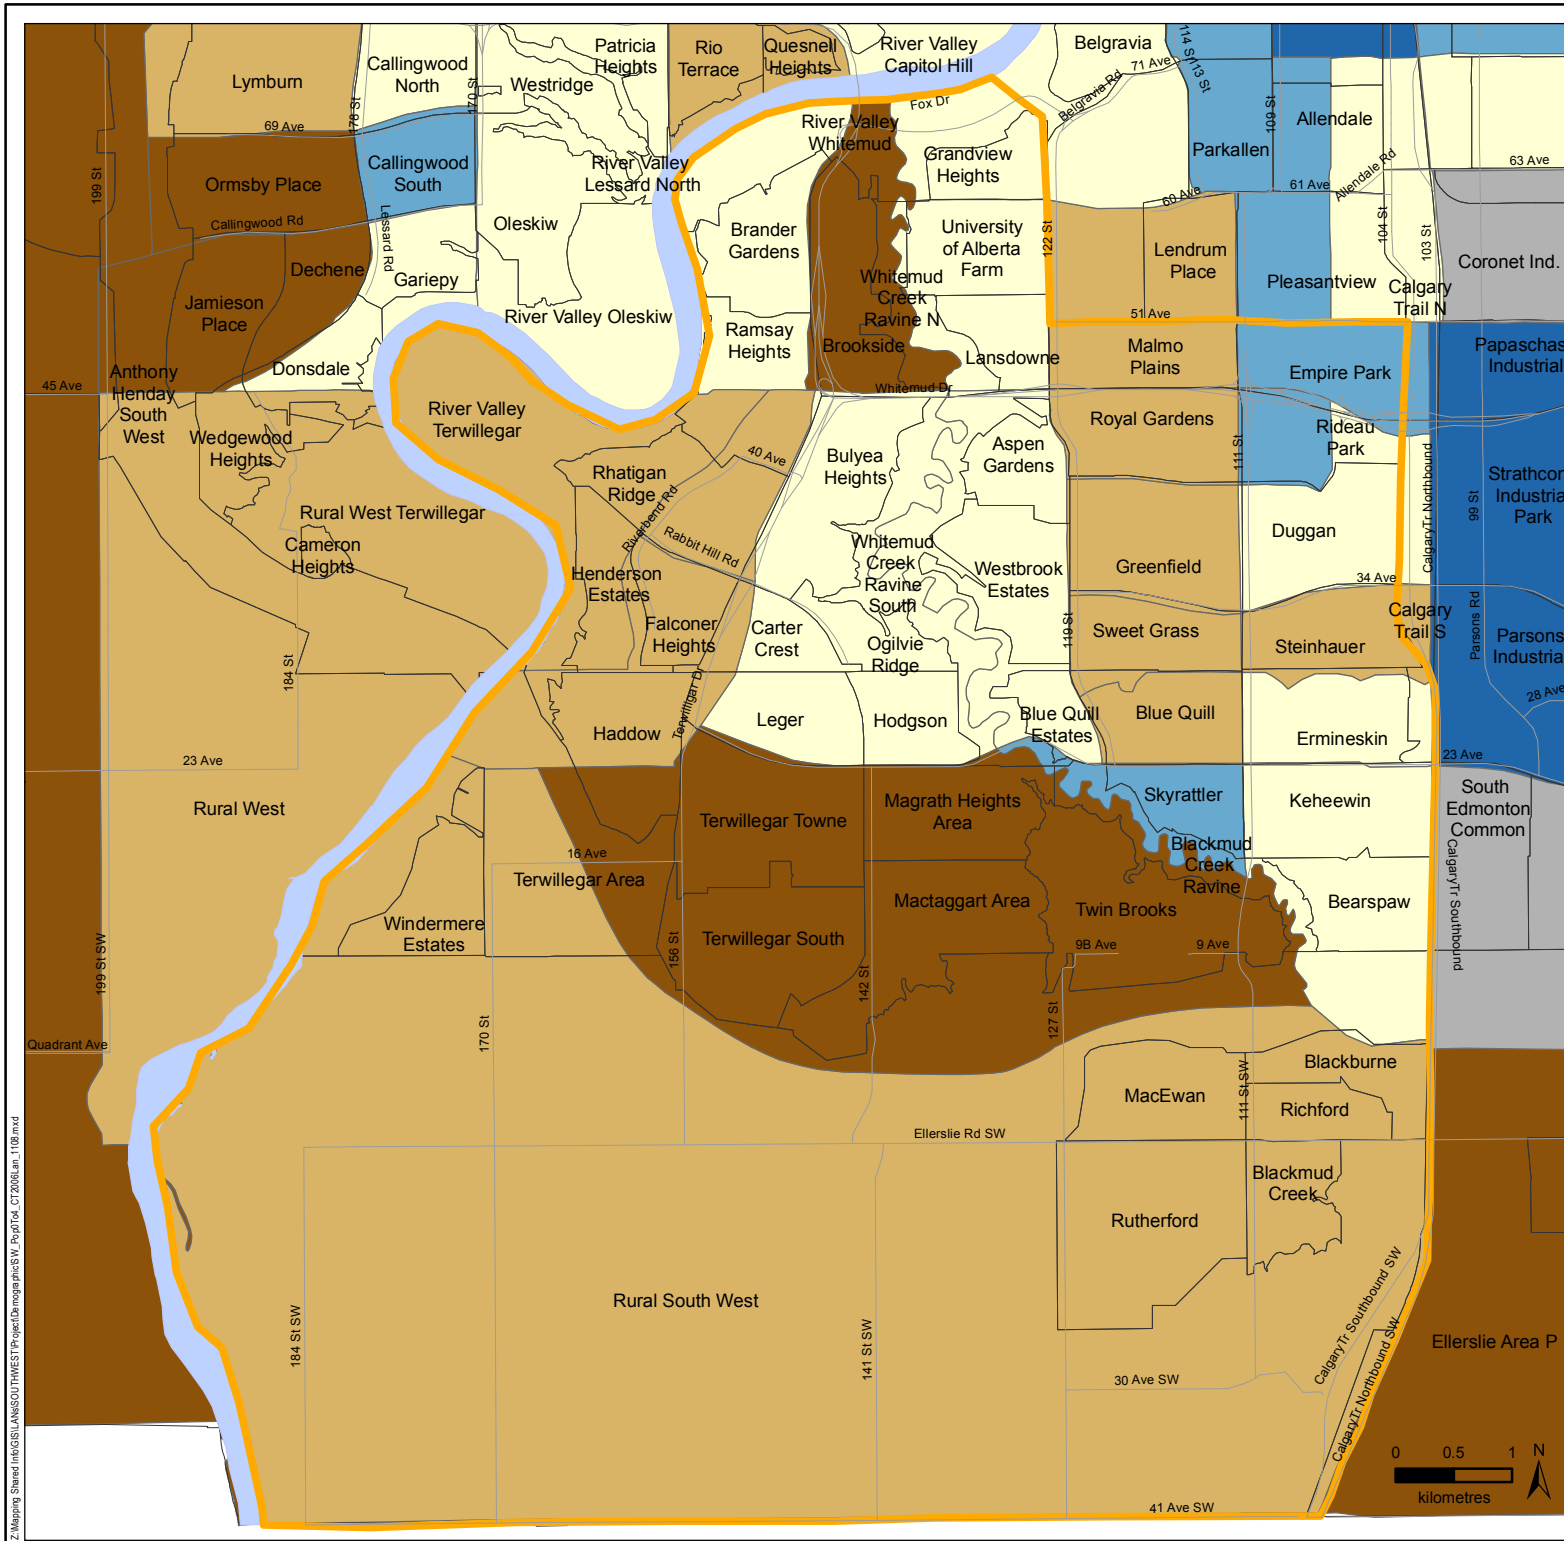 Lymburn
Callingwood
North
Patricia
Heights
Westridge
Rio
Terrace
Quesnell
Heights
River Valley
Capitol Hill
Belgravia
71 Ave
114 St
113 St
109 St
178 St
170 St
69 Ave
Fox Dr
Belgravia Rd
Allendale
Parkallen
63 Ave
199 St
Ormsby Place
Callingwood
South
River Valley
Lessard North
River Valley
Whitemud
Grandview
Heights
60 Ave
61 Ave
Allendale Rd
Callingwood Rd
Lessard Rd
Oleskiw
Brander
Gardens
University
of Alberta
Farm
122 St
Lendrum
Place
104 St
103 St
Coronet Ind.
Dechene
Gariepy
Jamieson
Place
Whitemud
Creek
Ravine N
Pleasantview
Calgary
Trail N
River Valley Oleskiw
Ramsay
Heights
Brookside
Lansdowne
51 Ave
Malmo
Plains
Papaschas
Industrial
Donsdale
Anthony
Henday
South
West
45 Ave
Whitemud Dr
Empire Park
River Valley
Terwillegar
Wedgewood
Heights
Royal Gardens
Rideau
Park
111 St
40 Ave
Bulyea
Heights
Aspen
Gardens
Rhatigan
Ridge
CalgaryTr Northbound
99 St
Strathcon
Industria
Park
Rural West Terwillegar
Riverbend Rd
Rabbit Hill Rd
Duggan
Cameron
Heights
Whitemud
Creek
Ravine
South
Henderson
Estates
Westbrook
Estates
Greenfield
34 Ave
Falconer
Heights
Carter
Crest
Ogilvie
Ridge
119 St
Sweet Grass
Steinhauer
Calgary
Trail S
Parsons Rd
Parsons
Industria
184 St
Terwilligar Dr
28 Ave
Haddow
Leger
Hodgson
Blue Quill
Estates
Blue Quill
Ermineskin
23 Ave
23 Ave
Rural West
Terwillegar Towne
Magrath Heights
Area
Skyrattler
Keheewin
South
Edmonton
Common
16 Ave
Terwillegar Area
Blackmud
Creek
Ravine
CalgaryTr Southbound
Windermere
Estates
Mactaggart Area
Twin Brooks
Bearspaw
Terwillegar South
9B Ave
9 Ave
199 St SW
156 St
142 St
127 St
170 St
Quadrant Ave
Blackburne
MacEwan
111 St SW
Richford
Ellerslie Rd SW
Blackmud
Creek
Rutherford
Rural South West
184 St SW
141 St SW
CalgaryTr Southbound SW
CalgaryTr Northbound SW
Ellerslie Area P
30 Ave SW
0 0.5 1
kilometres
N
41 Ave SW